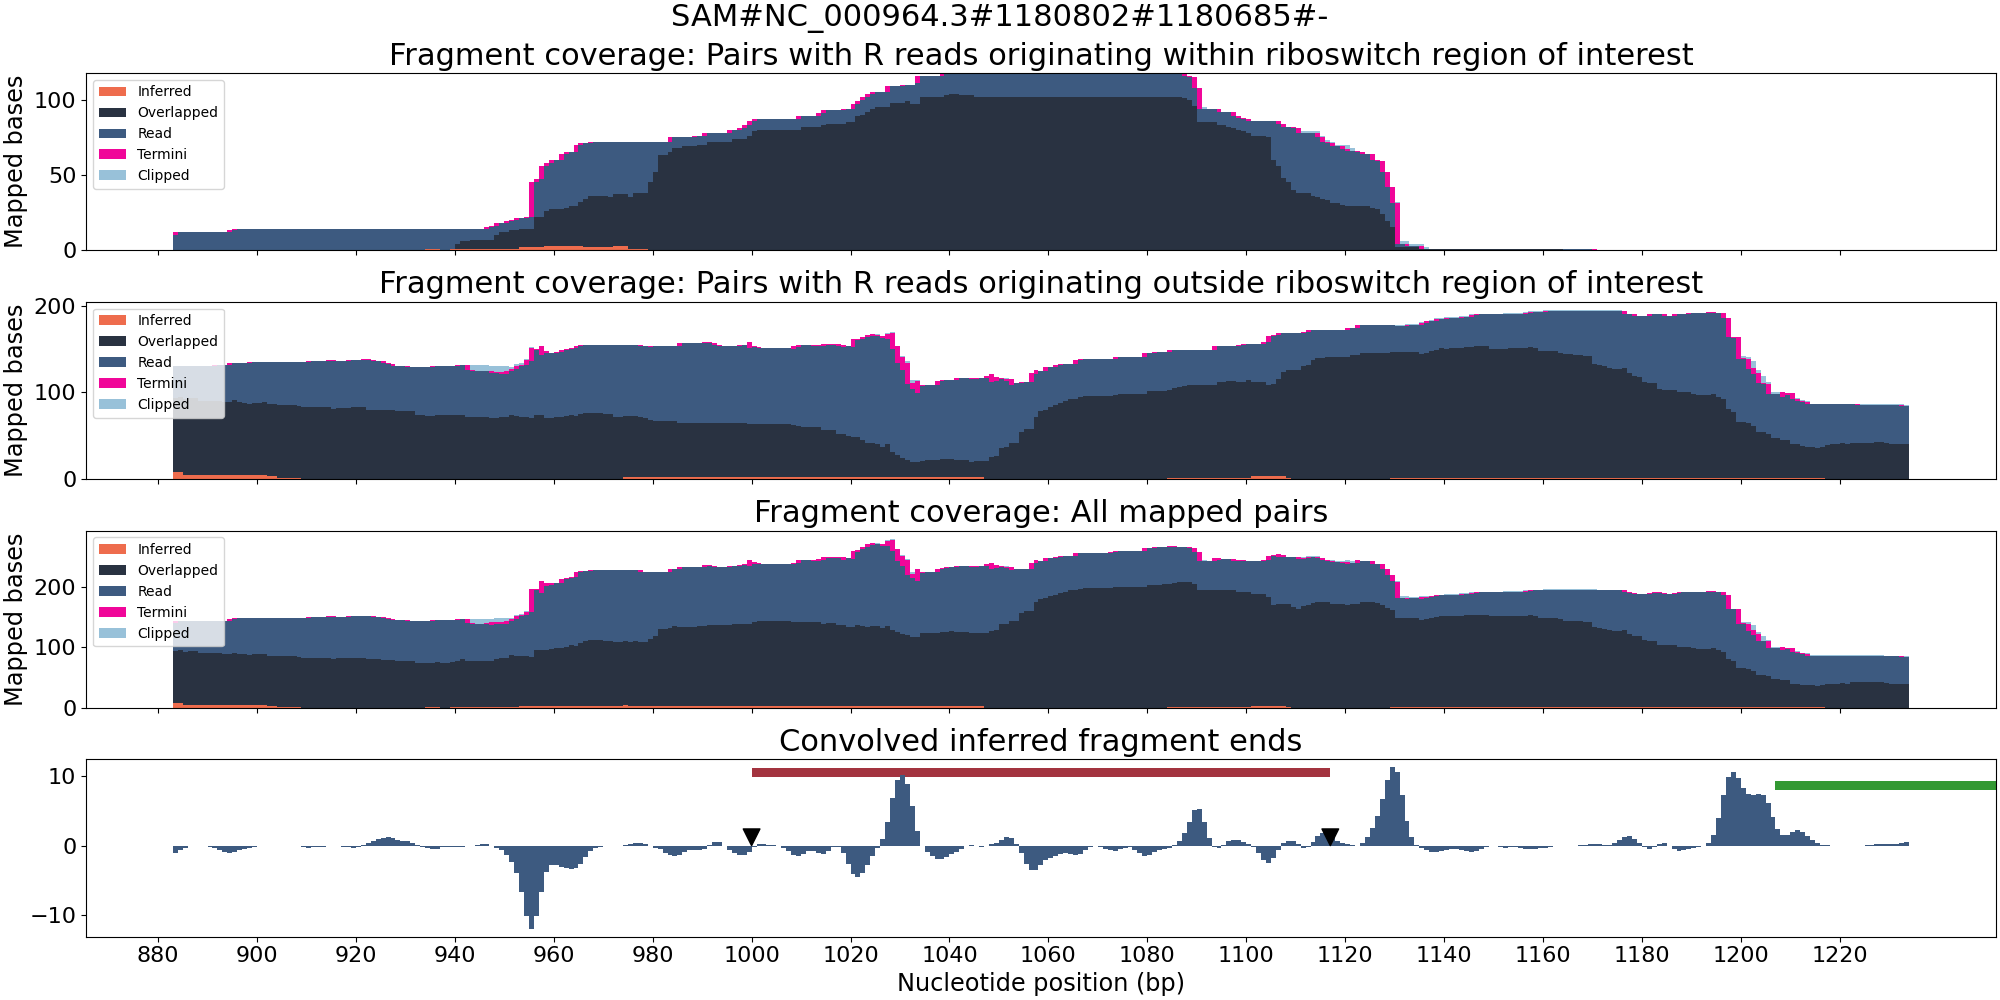 SAM#NC_000964.3#1180802#1180685#-
Fragment coverage: Pairs with R reads originating within riboswitch region of interest
Mapped bases
100
50
0
Inferred
Overlapped
Read
Termini
Clipped
Fragment coverage: Pairs with R reads originating outside riboswitch region of interest
Mapped bases
200
100
0
Inferred
Overlapped
Read
Termini
Clipped
Fragment coverage: All mapped pairs
Mapped bases
200
100
0
Inferred
Overlapped
Read
Termini
Clipped
Convolved inferred fragment ends
10
0
−10
880 900 920 940 960 980 1000 1020 1040 1060 1080 1100 1120 1140 1160 1180 1200 1220
Nucleotide position (bp)